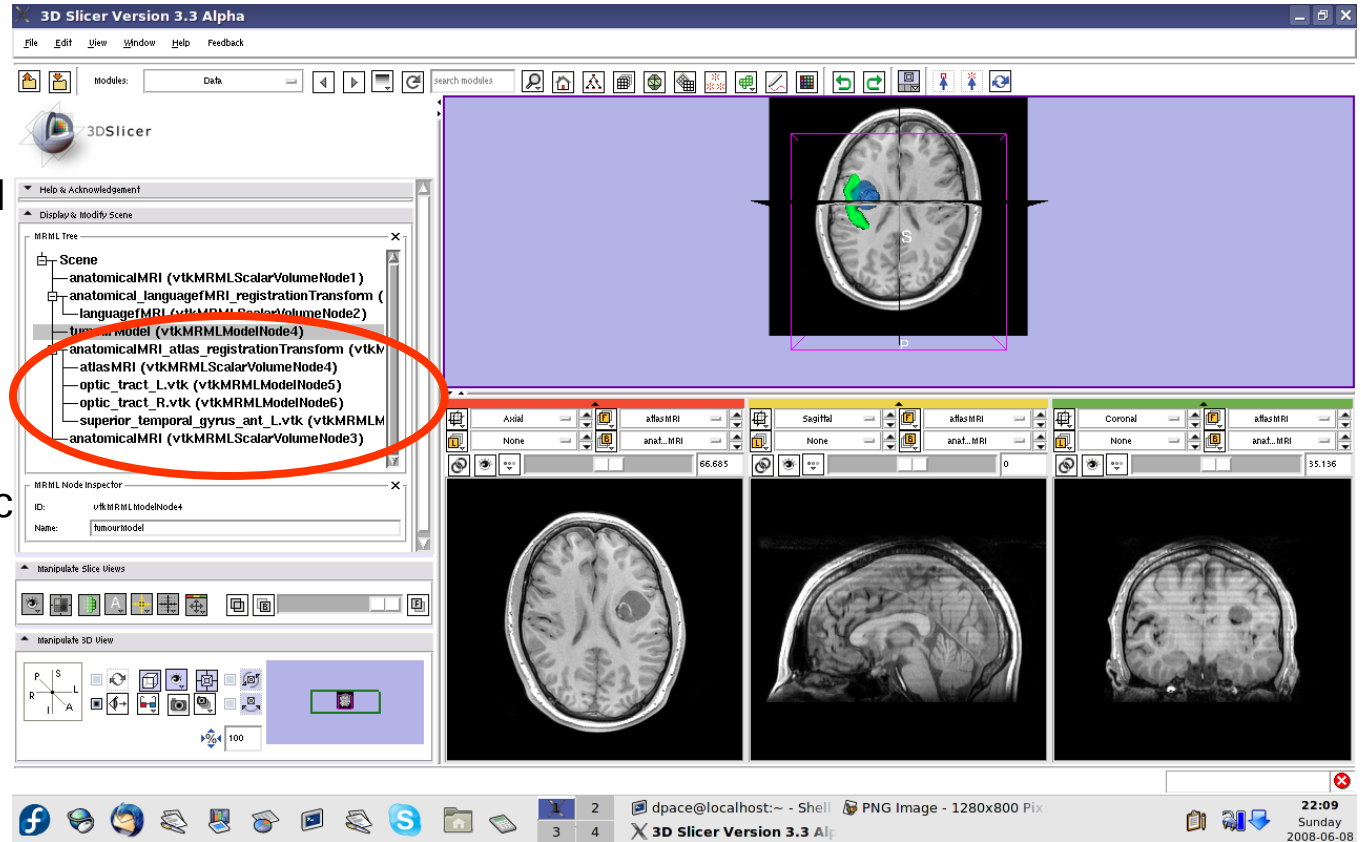 3D Slicer Version 3.3 Alpha
File Edit View Window Help Feedback
Modules: Data search modules
3DSlicer
Help & Acknowledgement
Display & Modify Scene
MRML Tree
Scene
anatomicalMRI (vtkMRMLScalarVolumeNode1)
anatomical_languagefMRI_registrationTransform (
languagefMRI (vtkMRMLScalarVolumeNode2)
tumourModel (vtkMRMLModelNode4)
anatomicalMRI_atlas_registrationTransform (vtkM
atlasMRI (vtkMRMLScalarVolumeNode4)
optic_tract_L.vtk (vtkMRMLModelNode5)
optic_tract_R.vtk (vtkMRMLModelNode6)
superior_temporal_gyrus_ant_L.vtk (vtkMRMLM
anatomicalMRI (vtkMRMLScalarVolumeNode3)
MRML Node Inspector
ID: vtkMRMLModelNode4
Name: tumourModel
Manipulate Slice Views
Manipulate 3D View
P S
R L
I A
100
S
P
Axial atlasMRI
None anat...MRI
66.685
Sagittal atlasMRI
None anat...MRI
0
Coronal atlasMRI
None anat...MRI
35.136
1 2
3 4
dpace@localhost:~ - Shell
PNG Image - 1280x800 Pix
3D Slicer Version 3.3 Alp
22:09
Sunday
2008-06-08